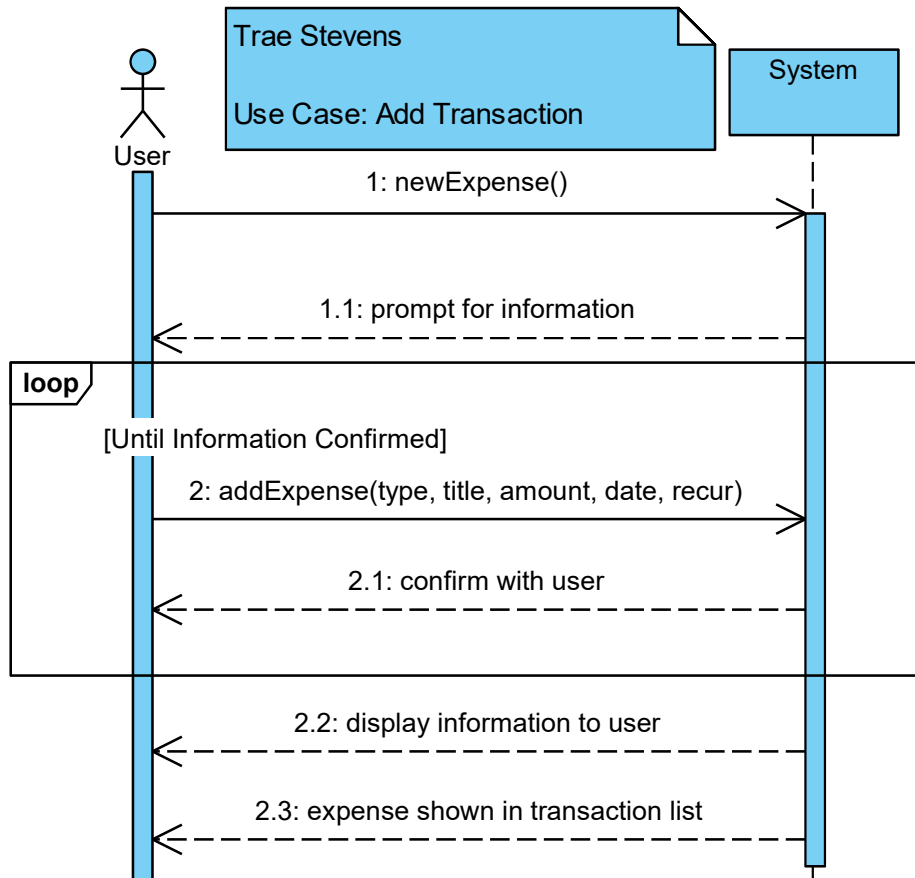 Trae Stevens
Use Case: Add Transaction
System
User
1: newExpense()
1.1: prompt for information
loop
[Until Information Confirmed]
2: addExpense(type, title, amount, date, recur)
2.1: confirm with user
2.2: display information to user
2.3: expense shown in transaction list